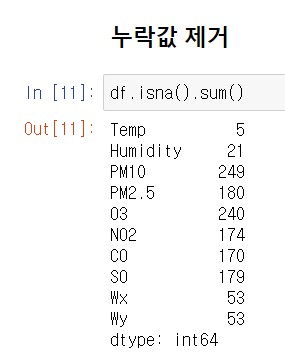 누락값 제거
In [11]: df.isna().sum()
Out[11]: Temp 5
Humidity 21
PM10 249
PM2.5 180
O3 240
NO2 174
CO 170
SO 179
Wx 53
Wy 53
dtype: int64